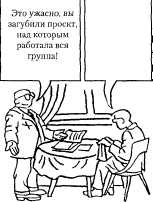 Это ужасно, вы
загубили проект,
над которым
работала вся
группа!